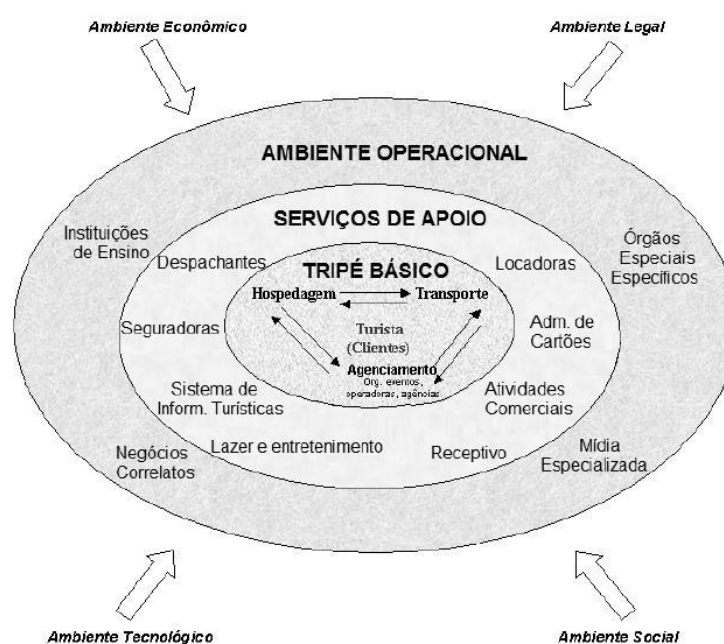 Ambiente Econômico
Ambiente Legal
AMBIENTE OPERACIONAL
SERVIÇOS DE APOIO
TRIPÉ BÁSICO
Instituições
de Ensino
Despachantes
Locadoras
Órgãos
Especiais
Específicos
Hospedagem
Transporte
Seguradoras
Turista
(Clientes)
Adm. de
Cartões
Agenciamento
Org. eventos,
operadoras, agências
Sistema de
Inform. Turísticas
Atividades
Comerciais
Negócios
Correlatos
Lazer e entretenimento
Receptivo
Mídia
Especializada
Ambiente Tecnológico
Ambiente Social